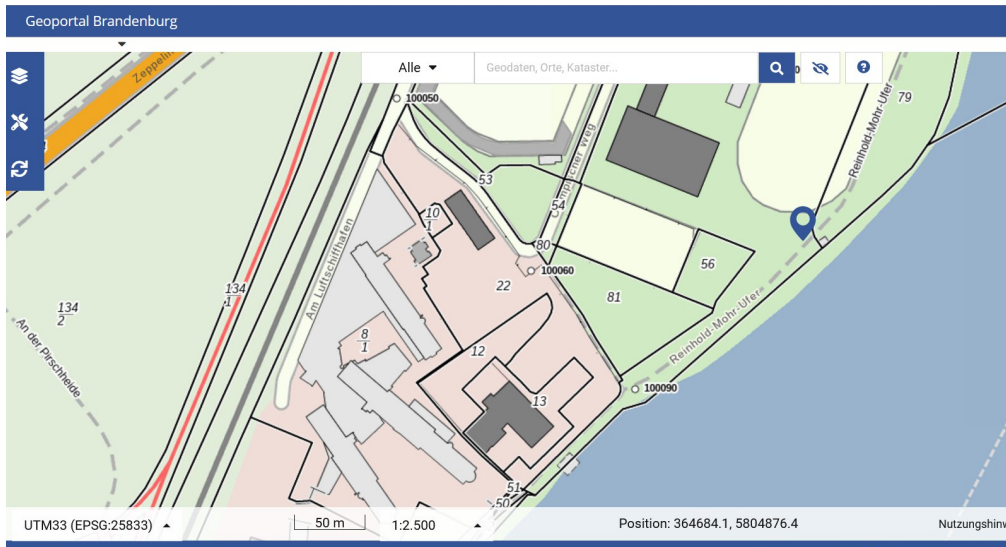 Geoportal Brandenburg
Alle
Geodaten, Orte, Kataster...
Zeppelin
100050
79
Reinhold-Mohr-Ufer
53
54
80
10
1
Am Luftschiffhafen
100060
56
134
1
22
81
134
2
8
1
An der Pirschheide
12
Reinhold-Mohr-Ufer
100090
13
51
50
UTM33 (EPSG:25833)
50 m
1:2.500
Position: 364684.1, 5804876.4
Nutzungshinw